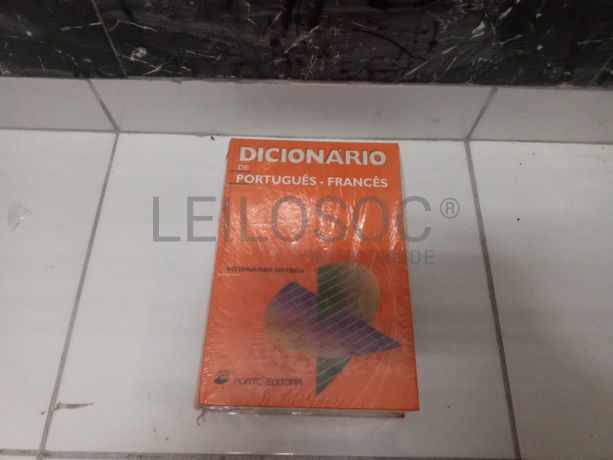 DICIONÁRIO
DE
PORTUGUÊS - FRANCÊS
LEILOSOC®
DICIONÁRIOS EDITORA
PORTO EDITORA